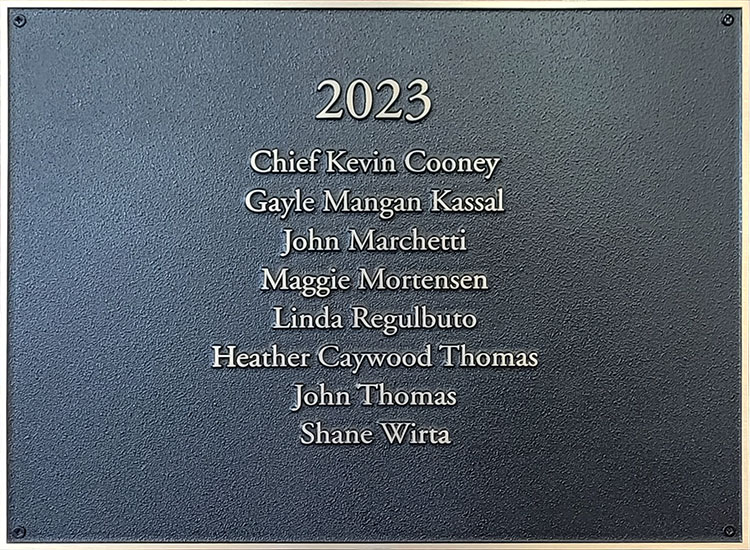 2023
Chief Kevin Cooney
Gayle Mangan Kassal
John Marchetti
Maggie Mortensen
Linda Regulbuto
Heather Caywood Thomas
John Thomas
Shane Wirta